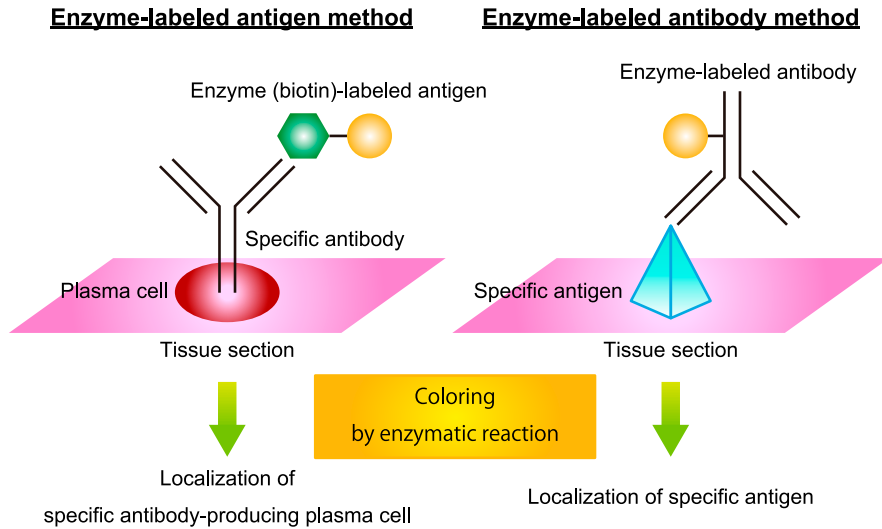 Enzyme-labeled antigen method
Enzyme (biotin)-labeled antigen
Specific antibody
Plasma cell
Tissue section
Localization of
specific antibody-producing plasma cell
Enzyme-labeled antibody method
Enzyme-labeled antibody
Specific antigen
Tissue section
Localization of specific antigen
Coloring
by enzymatic reaction